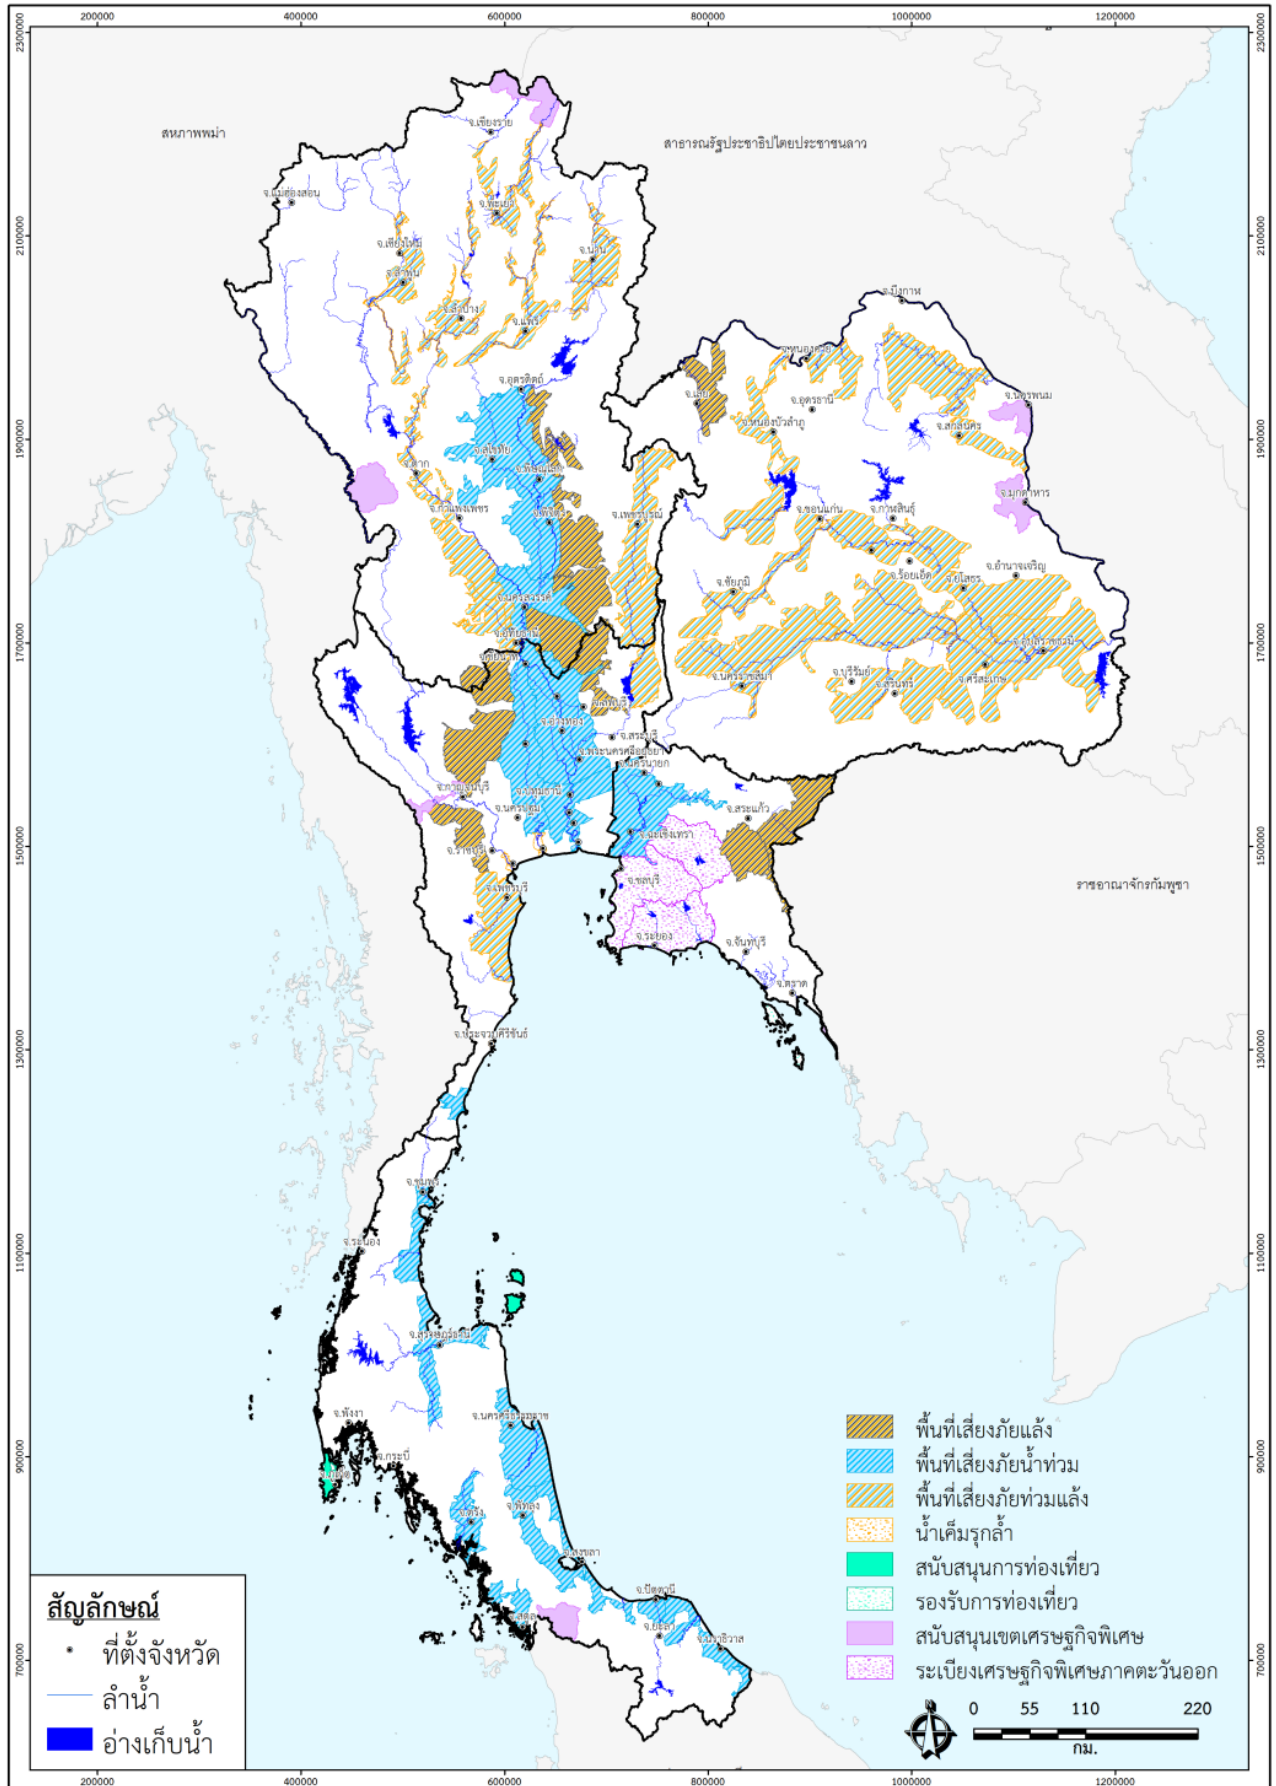 200000 400000 600000 800000 1000000 1200000
2300000 2300000
สหภาพพม่า
สาธารณรัฐประชาธิปไตยประชาชนลาว
จ.เชียงราย
จ.แม่ฮ่องสอน
จ.พะเยา
2100000 2100000
จ.เชียงใหม่
จ.น่าน
จ.ลำพูน
จ.บึงกาฬ
จ.ลำปาง
จ.แพร่
จ.หนองคาย
จ.อุตรดิตถ์
จ.เลย
จ.อุดรธานี
จ.นครพนม
จ.หนองบัวลำภู
จ.สกลนคร
1900000 1900000
จ.สุโขทัย
จ.ตาก
จ.พิษณุโลก
จ.มุกดาหาร
จ.กำแพงเพชร
จ.พิจิตร
จ.เพชรบูรณ์
จ.ขอนแก่น
จ.กาฬสินธุ์
จ.ร้อยเอ็ด
จ.อำนาจเจริญ
จ.ชัยภูมิ
จ.ยโสธร
จ.นครสวรรค์
จ.อุทัยธานี
จ.อุบลราชธานี
1700000 1700000
จ.ชัยนาท
จ.นครราชสีมา
จ.บุรีรัมย์
จ.สุรินทร์
จ.ศรีสะเกษ
จ.ลพบุรี
จ.อ่างทอง
จ.สระบุรี
จ.พระนครศรีอยุธยา
จ.นครนายก
จ.กาญจนบุรี
จ.ปทุมธานี
จ.นครปฐม
จ.สระแก้ว
จ.ฉะเชิงเทรา
1500000 1500000
จ.ราชบุรี
จ.ชลบุรี
จ.เพชรบุรี
ราชอาณาจักรกัมพูชา
จ.ระยอง
จ.จันทบุรี
จ.ตราด
จ.ประจวบคีรีขันธ์
1300000 1300000
จ.ชุมพร
จ.ระนอง
1100000 1100000
จ.สุราษฎร์ธานี
จ.พังงา
จ.นครศรีธรรมราช
จ.กระบี่
900000 900000
จ.ภูเก็ต
จ.ตรัง
จ.พัทลุง
จ.สงขลา
จ.ปัตตานี
จ.สตูล
จ.ยะลา
จ.นราธิวาส
700000 700000
พื้นที่เสี่ยงภัยแล้ง
พื้นที่เสี่ยงภัยน้ำท่วม
พื้นที่เสี่ยงภัยท่วมแล้ง
น้ำเค็มรุกล้ำ
สนับสนุนการท่องเที่ยว
รองรับการท่องเที่ยว
สนับสนุนเขตเศรษฐกิจพิเศษ
ระเบียงเศรษฐกิจพิเศษภาคตะวันออก
0 55 110 220
กม.
สัญลักษณ์
ที่ตั้งจังหวัด
ลำน้ำ
อ่างเก็บน้ำ
200000 400000 600000 800000 1000000 1200000